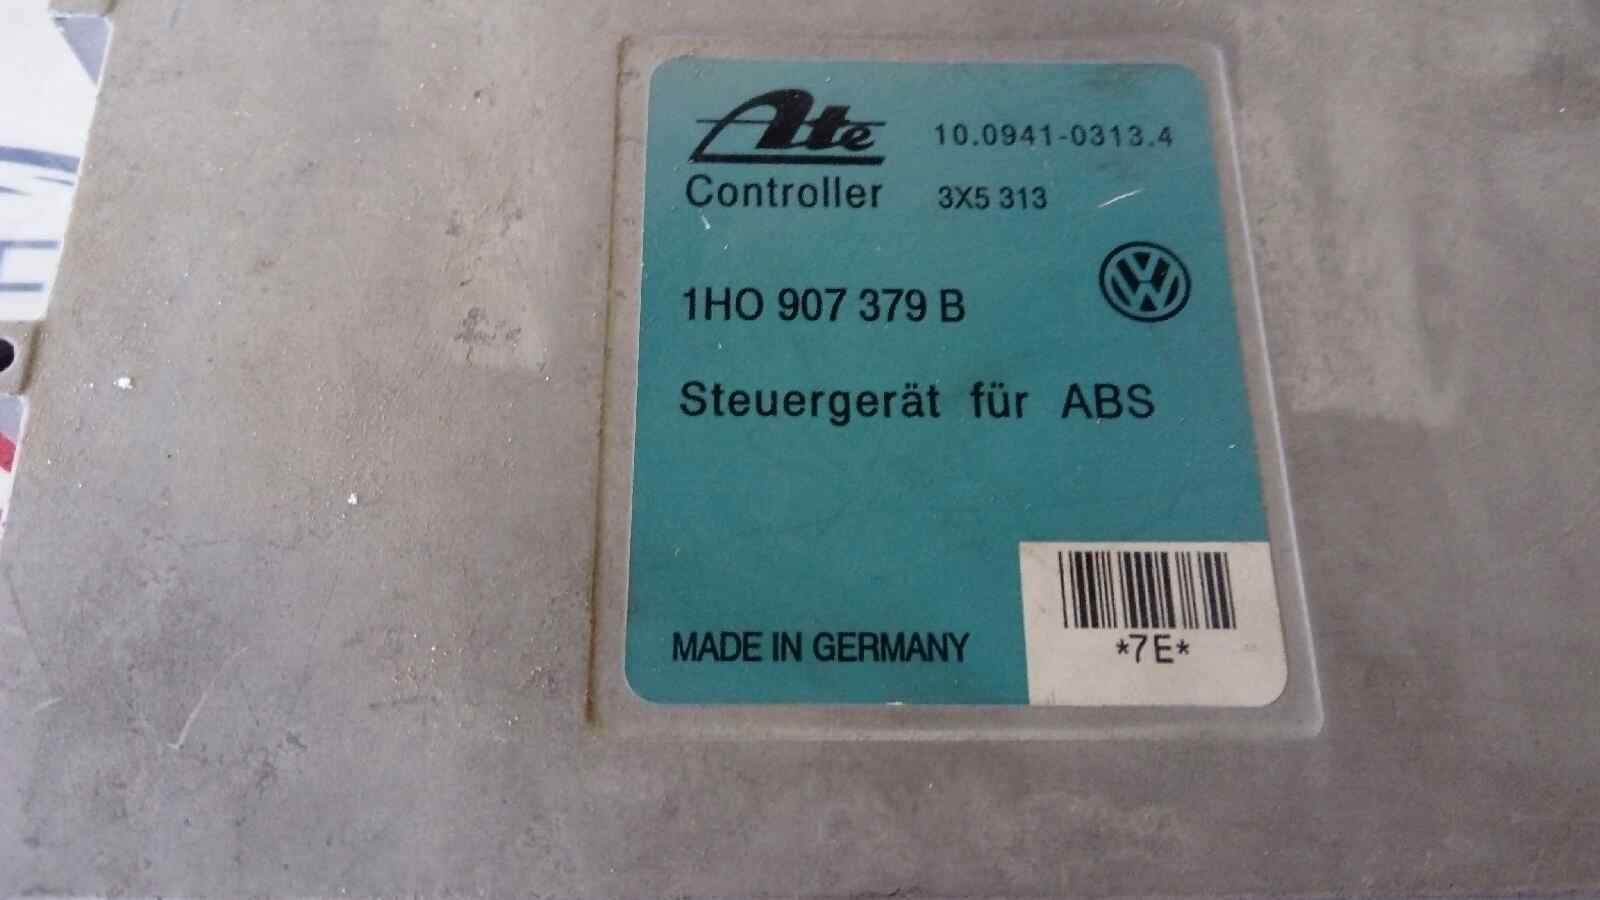 Ate 10.0941-0313.4
Controller 3X5 313
1HO 907 379 B
Steuergerät für ABS
MADE IN GERMANY
*7E*